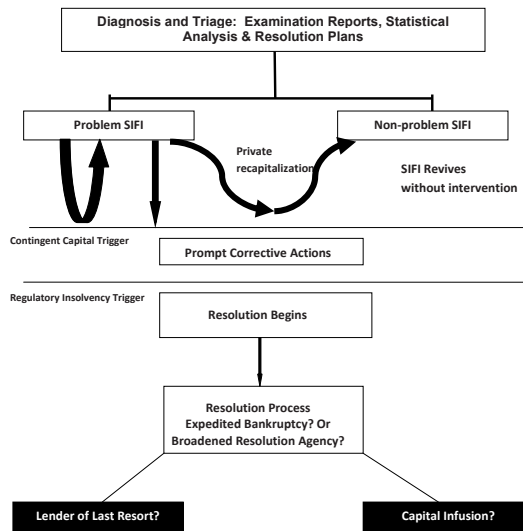 Diagnosis and Triage: Examination Reports, Statistical
Analysis & Resolution Plans
Problem SIFI
Non-problem SIFI
Private
recapitalization
SIFI Revives
without intervention
Contingent Capital Trigger
Prompt Corrective Actions
Regulatory Insolvency Trigger
Resolution Begins
Resolution Process
Expedited Bankruptcy? Or
Broadened Resolution Agency?
Lender of Last Resort?
Capital Infusion?